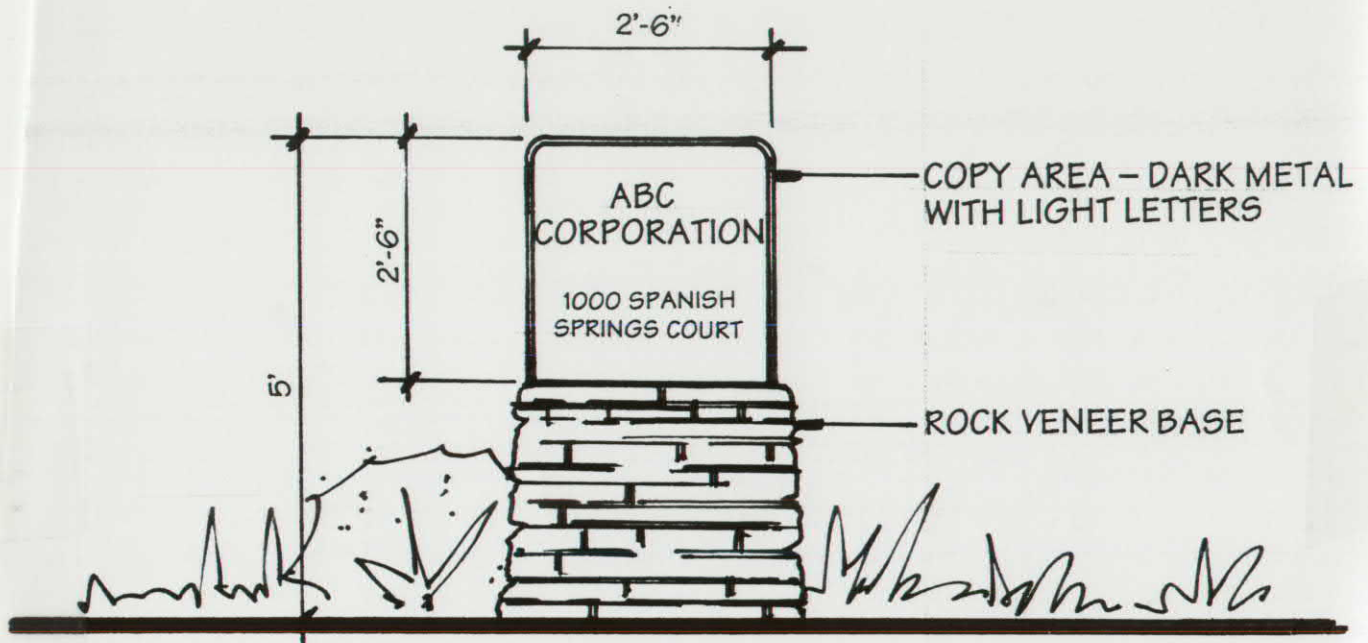 2'-6"
COPY AREA – DARK METAL
WITH LIGHT LETTERS
ABC
CORPORATION
2'-6"
1000 SPANISH
SPRINGS COURT
5'
ROCK VENEER BASE